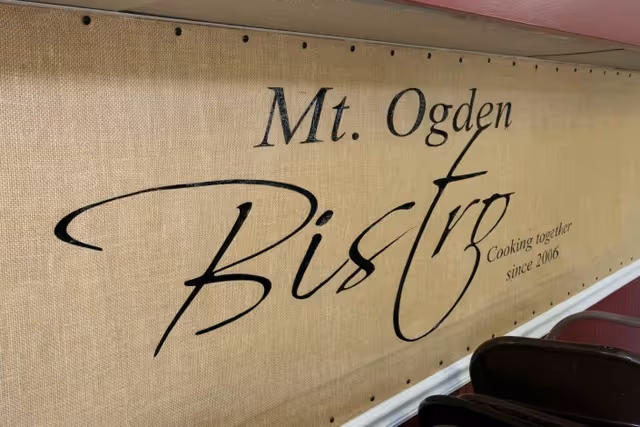 Mt. Ogden
Bistro
Cooking together
since 2006